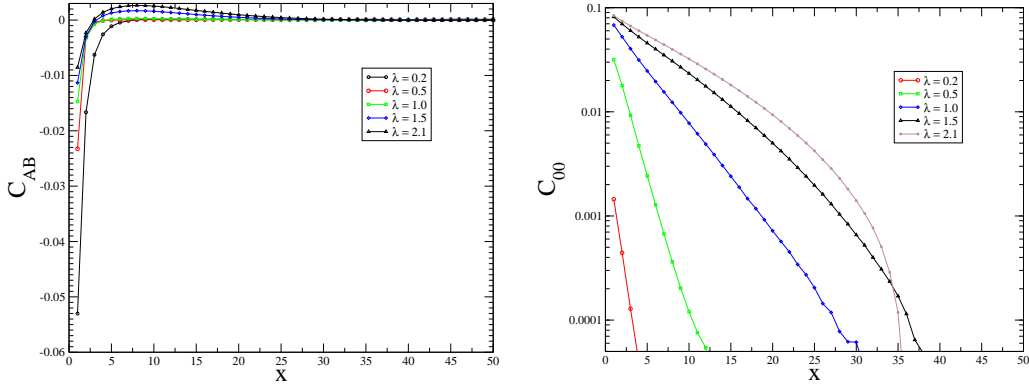 0
-0.01
-0.02
-0.03
-0.04
-0.05
-0.06
C_AB
0 5 10 15 20 25 30 35 40 45 50
x
λ = 0.2
λ = 0.5
λ = 1.0
λ = 1.5
λ = 2.1
0.1
0.01
0.001
0.0001
C_00
0 5 10 15 20 25 30 35 40 45 50
x
λ = 0.2
λ = 0.5
λ = 1.0
λ = 1.5
λ = 2.1